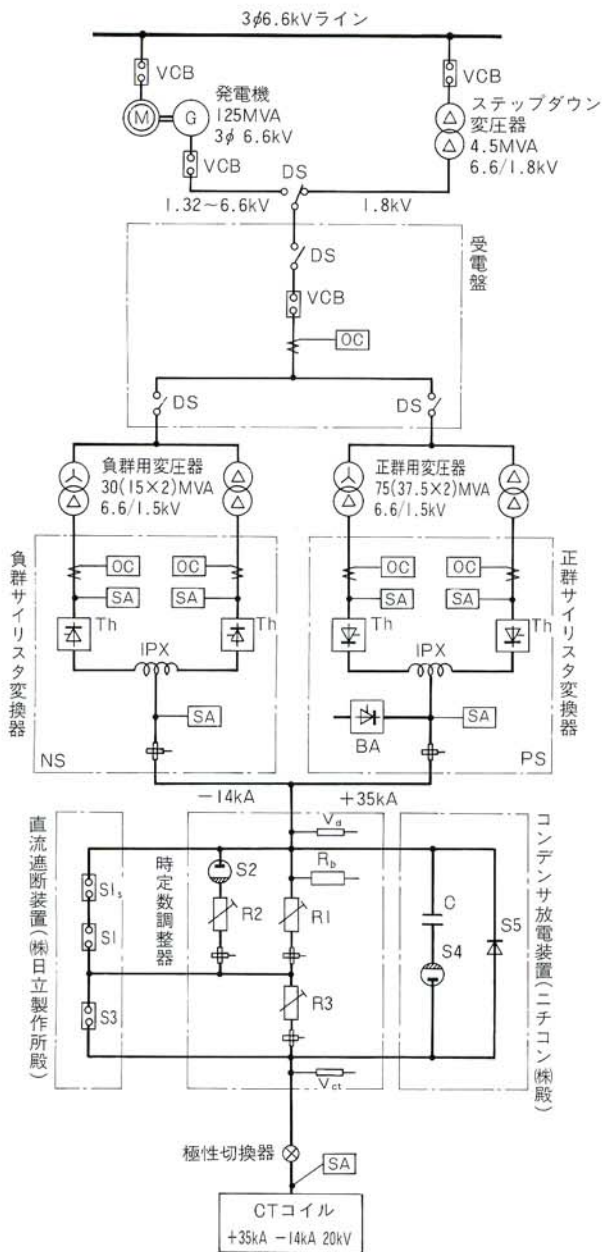 3φ6.6kVライン
VCB
発電機
125MVA
3φ 6.6kV
M
G
VCB
VCB
ステップダウン
変圧器
4.5MVA
6.6/1.8kV
DS
1.32~6.6kV
1.8kV
DS
VCB
OC
受電盤
DS
DS
負群用変圧器
30(15×2)MVA
6.6/1.5kV
正群用変圧器
75(37.5×2)MVA
6.6/1.5kV
負群サイリスタ変換器
OC
OC
SA
SA
Th
Th
IPX
SA
NS
OC
OC
SA
SA
Th
Th
IPX
SA
BA
PS
正群サイリスタ変換器
-14kA
+35kA
直流遮断装置(㈱日立製作所殿)
S1s
S1
S3
時定数調整器
Vd
Rb
S2
R2
R1
R3
Vct
C
S4
S5
コンデンサ放電装置(ニチコン㈱殿)
極性切換器
SA
CTコイル
+35kA -14kA 20kV